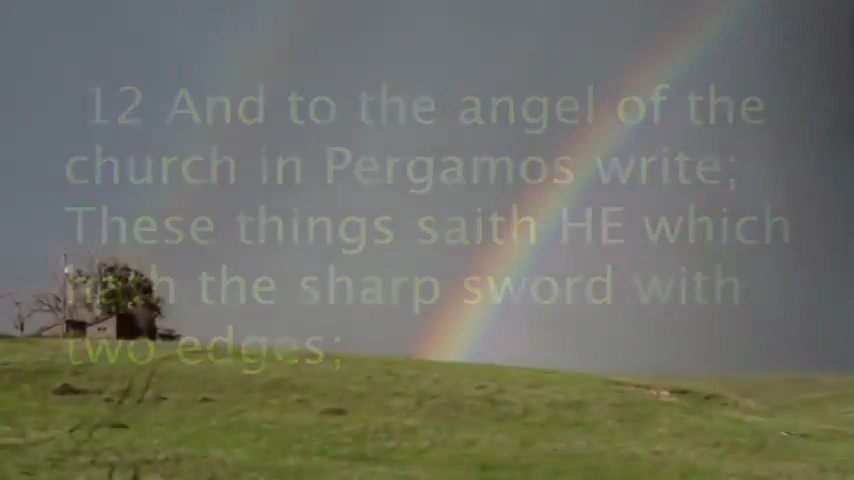 12 And to the angel of the
church in Pergamos write;
These things saith HE which
hath the sharp sword with
two edges;